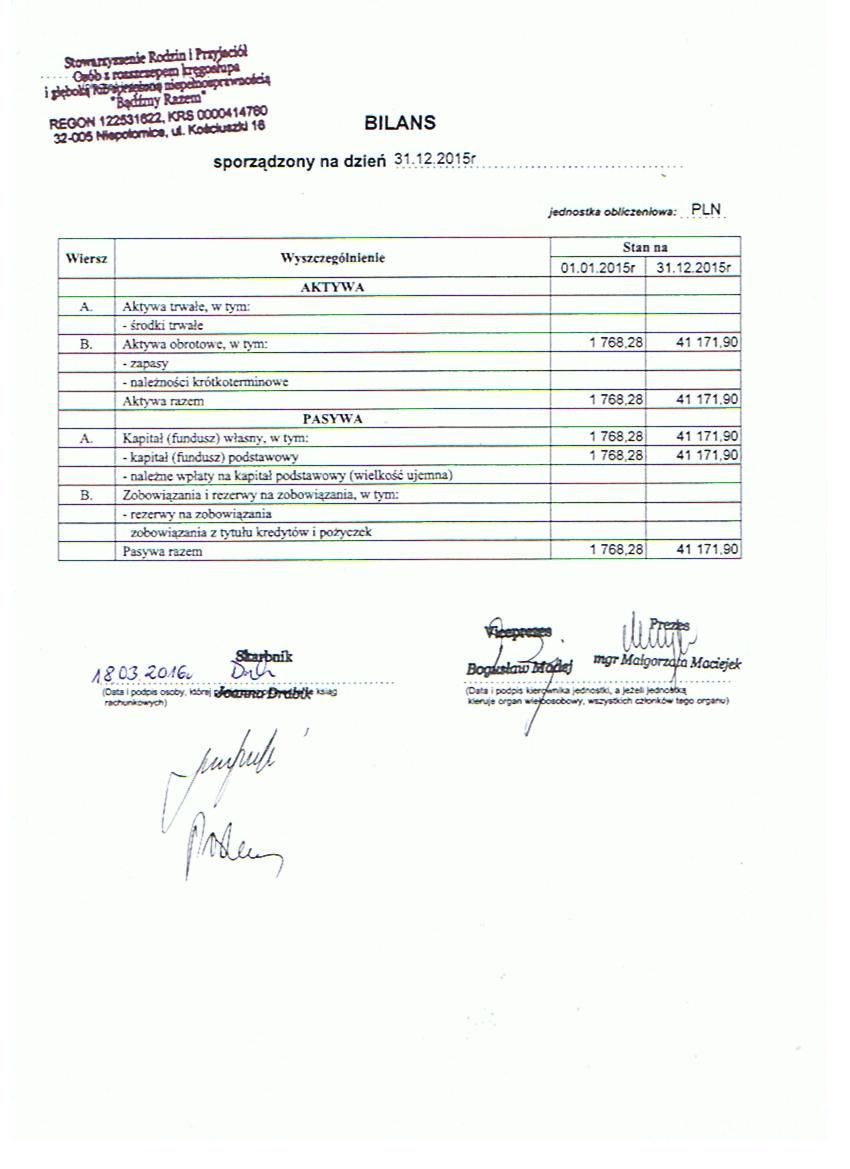 Stowarzyszenie Rodzin i Przyjaciół
Osób z rozszczepem kręgosłupa
i głęboką lub sprzężoną niepełnosprawnością
"Bądźmy Razem"
REGON 122531622, KRS 0000414760
32-005 Niepołomice, ul. Kościuszki 16
BILANS
sporządzony na dzień 31.12.2015r
jednostka obliczeniowa: PLN
Wiersz Wyszczególnienie Stan na
01.01.2015r 31.12.2015r
AKTYWA
A. Aktywa trwałe, w tym:
- środki trwałe
B. Aktywa obrotowe, w tym: 1 768,28 41 171,90
- zapasy
- należności krótkoterminowe
Aktywa razem 1 768,28 41 171,90
PASYWA
A. Kapitał (fundusz) własny, w tym: 1 768,28 41 171,90
- kapitał (fundusz) podstawowy 1 768,28 41 171,90
- należne wpłaty na kapitał podstawowy (wielkość ujemna)
B. Zobowiązania i rezerwy na zobowiązania, w tym:
- rezerwy na zobowiązania
zobowiązania z tytułu kredytów i pożyczek
Pasywa razem 1 768,28 41 171,90
18.03.2016r Skarbnik
Joanna Drabik
(Data i podpis osoby, której ksiąg
rachunkowych)
Wiceprezes
Bogusław Madej
Prezes
mgr Małgorzata Maciejek
(Data i podpis kierownika jednostki, a jeżeli jednostką
kieruje organ wieloosobowy, wszystkich członków tego organu)